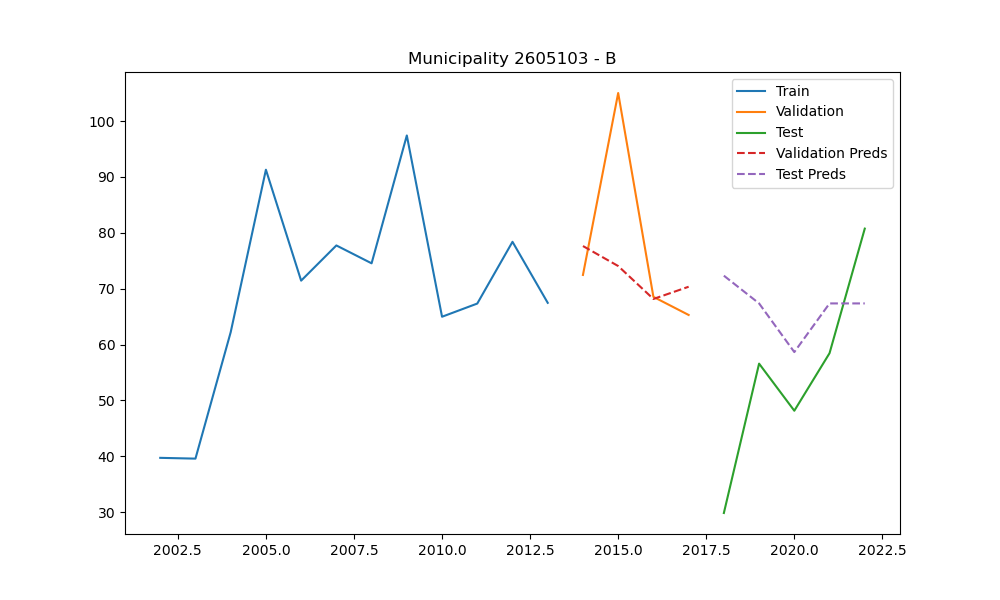 Municipality 2605103 - B
Train
Validation
Test
Validation Preds
Test Preds
100
90
80
70
60
50
40
30
2002.5 2005.0 2007.5 2010.0 2012.5 2015.0 2017.5 2020.0 2022.5